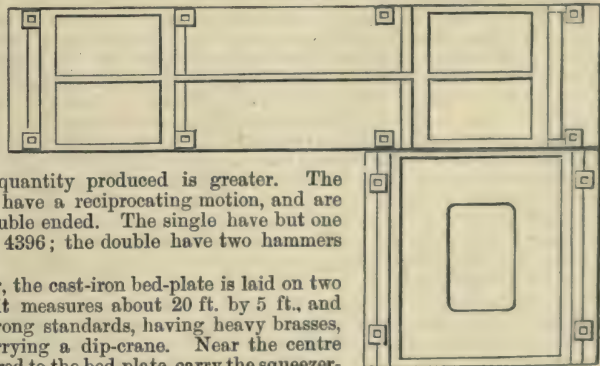 quantity produced is greater. The
have a reciprocating motion, and are
uble ended. The single have but one
4396; the double have two hammers
, the cast-iron bed-plate is laid on two
t measures about 20 ft. by 5 ft., and
rong standards, having heavy brasses,
rrying a dip-crane. Near the centre
red to the bed-plate, carry the squeezer-